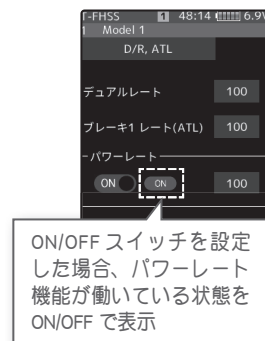 T-FHSS 1 48:14 6.9V
1 Model 1
D/R, ATL
デュアルレート 100
ブレーキ1 レート(ATL) 100
パワーレート
ON ON 100
ON/OFF スイッチを設定
した場合、パワーレート
機能が働いている状態を
ON/OFF で表示